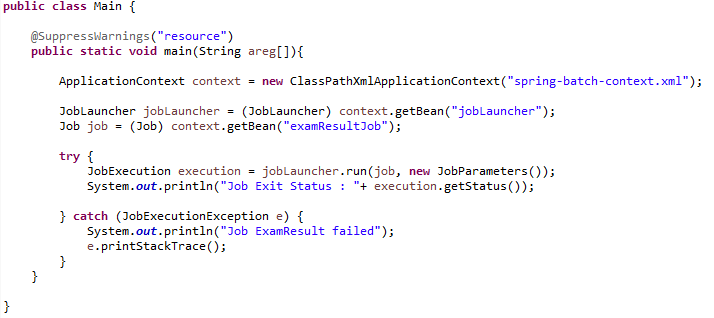 public class Main {
@SuppressWarnings("resource")
public static void main(String areg[]){
ApplicationContext context = new ClassPathXmlApplicationContext("spring-batch-context.xml");
JobLauncher jobLauncher = (JobLauncher) context.getBean("jobLauncher");
Job job = (Job) context.getBean("examResultJob");
try {
JobExecution execution = jobLauncher.run(job, new JobParameters());
System.out.println("Job Exit Status : "+ execution.getStatus());
} catch (JobExecutionException e) {
System.out.println("Job ExamResult failed");
e.printStackTrace();
}
}
}